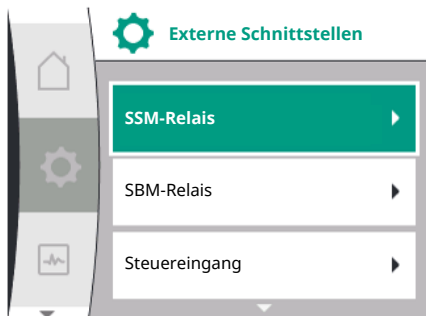 Externe Schnittstellen
SSM-Relais
SBM-Relais
Steuereingang